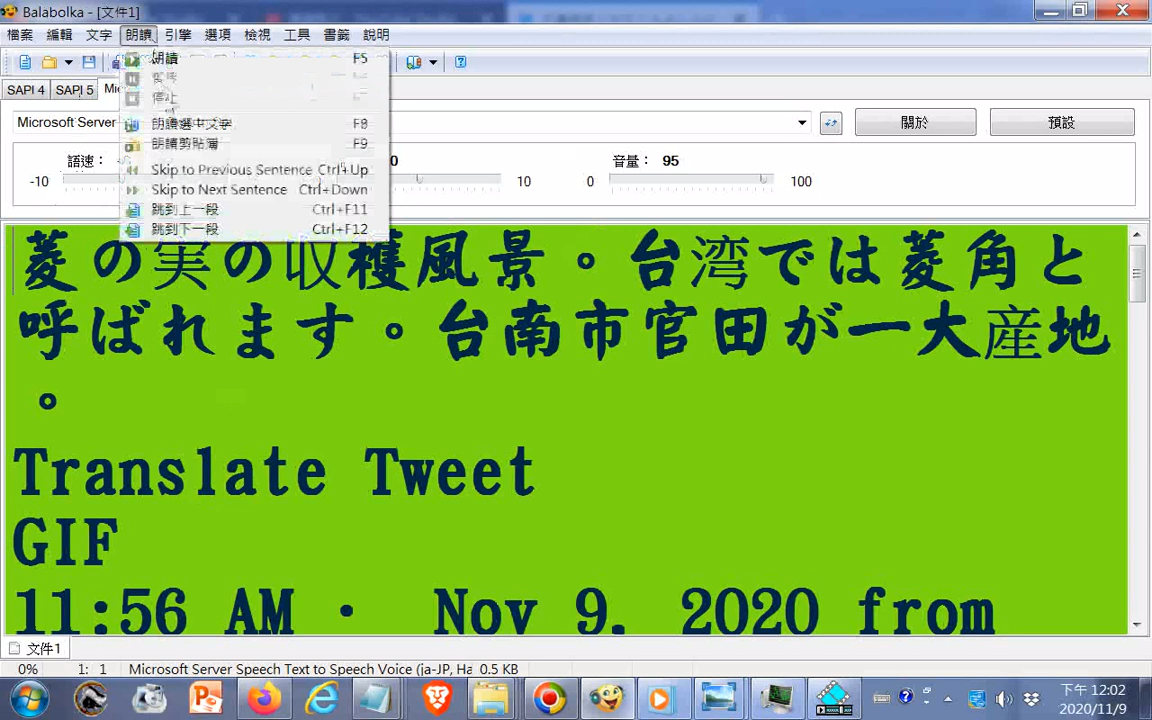 Balabolka - [文件1]
檔案 編輯 文字 朗讀 引擎 選項 檢視 工具 書籤 說明
朗讀 F5
停止
朗讀選中文字 F8
朗讀剪貼簿 F9
Skip to Previous Sentence Ctrl+Up
Skip to Next Sentence Ctrl+Down
跳到上一段 Ctrl+F11
跳到下一段 Ctrl+F12
SAPI 4 SAPI 5
Microsoft Server
關於 預設
語速: 0 音量: 95
-10 10 0 100
菱の実の収穫風景。台湾では菱角と
呼ばれます。台南市官田が一大産地
。
Translate Tweet
GIF
11:56 AM · Nov 9, 2020 from
文件1
0% 1: 1 Microsoft Server Speech Text to Speech Voice (ja-JP, Ha 0.5 KB
下午 12:02
2020/11/9